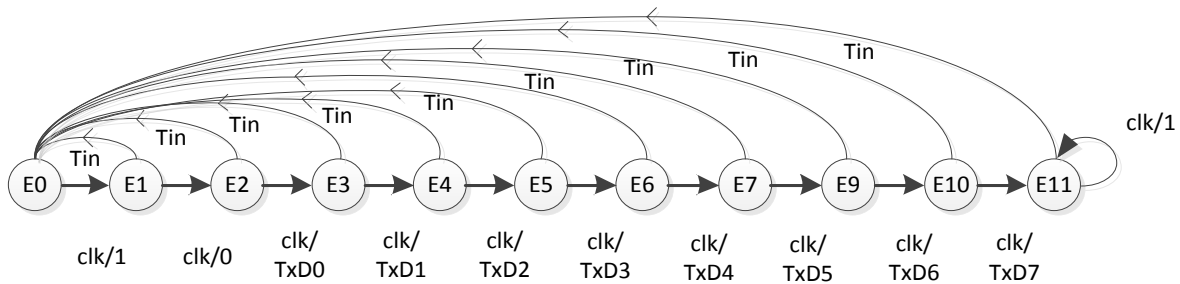 Tin
Tin
Tin
Tin
Tin
Tin
Tin
Tin
Tin
clk/1
E0 E1 E2 E3 E4 E5 E6 E7 E9 E10 E11
clk/1 clk/0 clk/ clk/ clk/ clk/ clk/ clk/ clk/ clk/
TxD0 TxD1 TxD2 TxD3 TxD4 TxD5 TxD6 TxD7